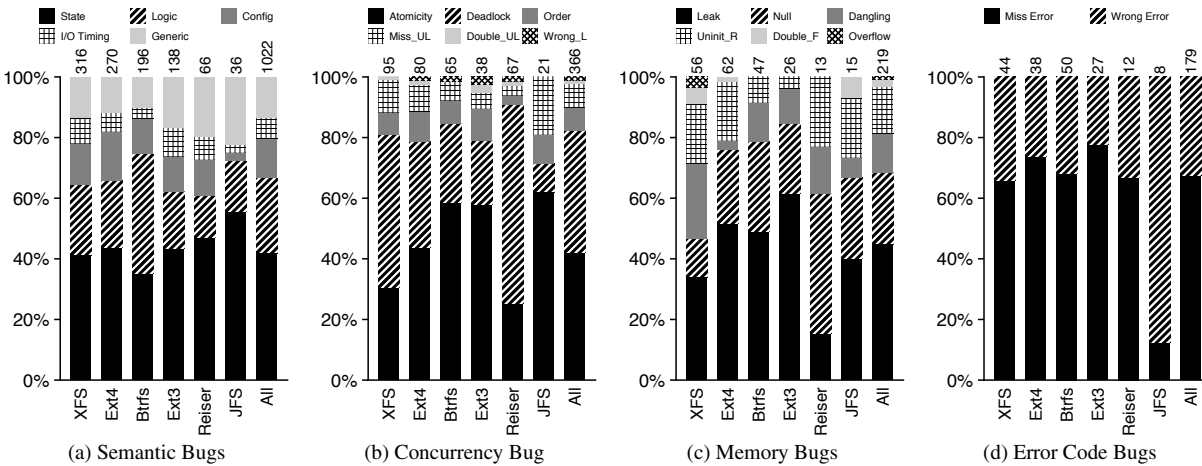 State Logic Config
I/O Timing Generic
316 270 196 138 66 36 1022
100%
80%
60%
40%
20%
0%
XFS Ext4 Btrfs Ext3 Reiser JFS All
(a) Semantic Bugs
Atomicity Deadlock Order
Miss_UL Double_UL Wrong_L
95 80 65 38 67 21 366
100%
80%
60%
40%
20%
0%
XFS Ext4 Btrfs Ext3 Reiser JFS All
(b) Concurrency Bug
Leak Null Dangling
Uninit_R Double_F Overflow
56 62 47 26 13 15 219
100%
80%
60%
40%
20%
0%
XFS Ext4 Btrfs Ext3 Reiser JFS All
(c) Memory Bugs
Miss Error Wrong Error
44 38 50 27 12 8 179
100%
80%
60%
40%
20%
0%
XFS Ext4 Btrfs Ext3 Reiser JFS All
(d) Error Code Bugs